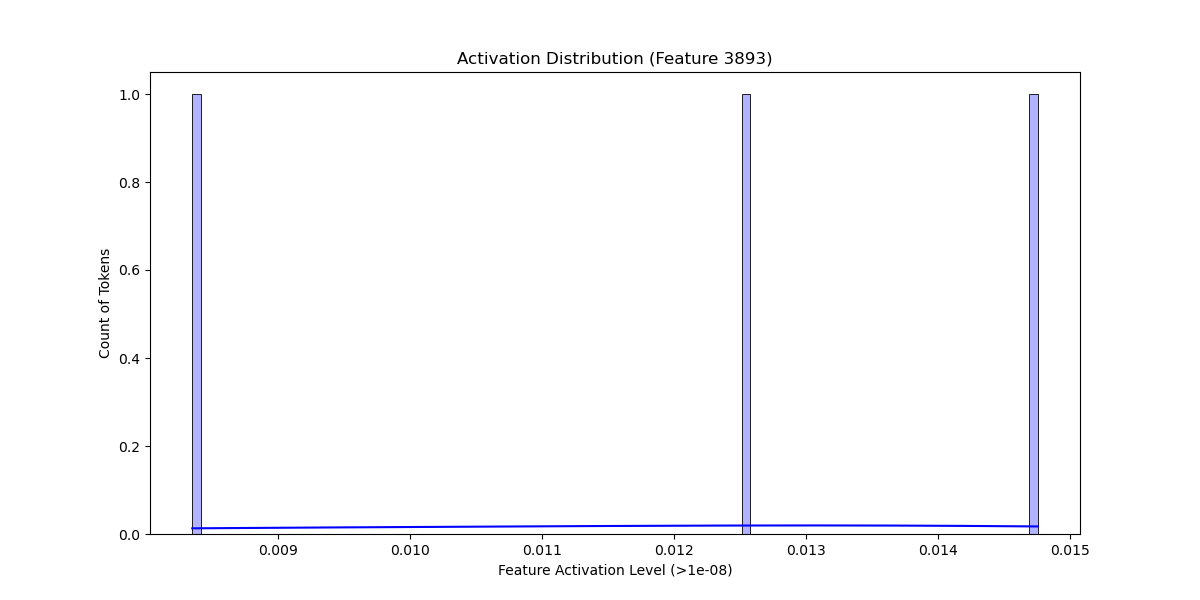 Activation Distribution (Feature 3893)
Count of Tokens
1.0
0.8
0.6
0.4
0.2
0.0
0.009 0.010 0.011 0.012 0.013 0.014 0.015
Feature Activation Level (>1e-08)